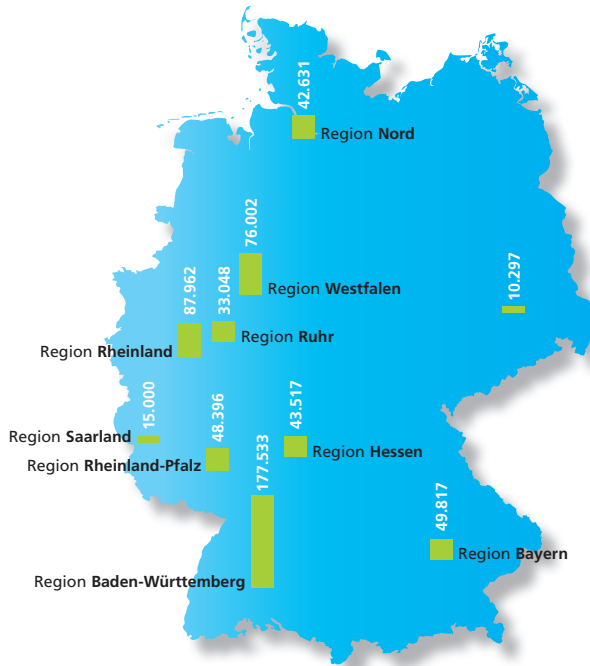 42.631
Region Nord
76.002
Region Westfalen
10.297
87.962
Region Rheinland
33.048
Region Ruhr
15.000
Region Saarland
48.396
Region Rheinland-Pfalz
43.517
Region Hessen
177.533
Region Baden-Württemberg
49.817
Region Bayern